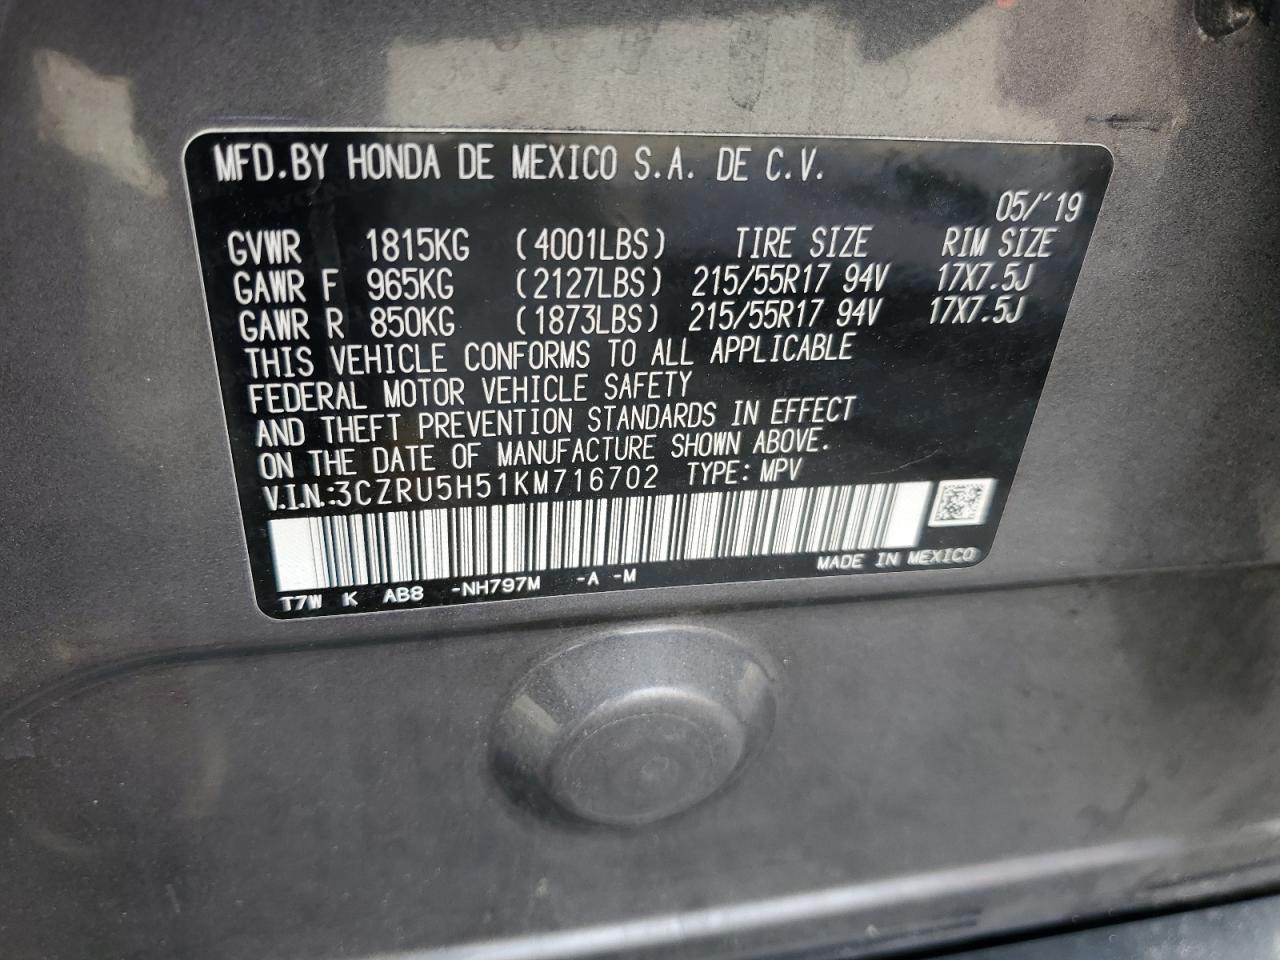 MFD.BY HONDA DE MEXICO S.A. DE C.V.
05/'19
GVWR 1815KG (4001LBS) TIRE SIZE RIM SIZE
GAWR F 965KG (2127LBS) 215/55R17 94V 17X7.5J
GAWR R 850KG (1873LBS) 215/55R17 94V 17X7.5J
THIS VEHICLE CONFORMS TO ALL APPLICABLE
FEDERAL MOTOR VEHICLE SAFETY
AND THEFT PREVENTION STANDARDS IN EFFECT
ON THE DATE OF MANUFACTURE SHOWN ABOVE.
V.I.N.:3CZRU5H51KM716702 TYPE: MPV
MADE IN MEXICO
T7W K AB8 -NH797M -A -M